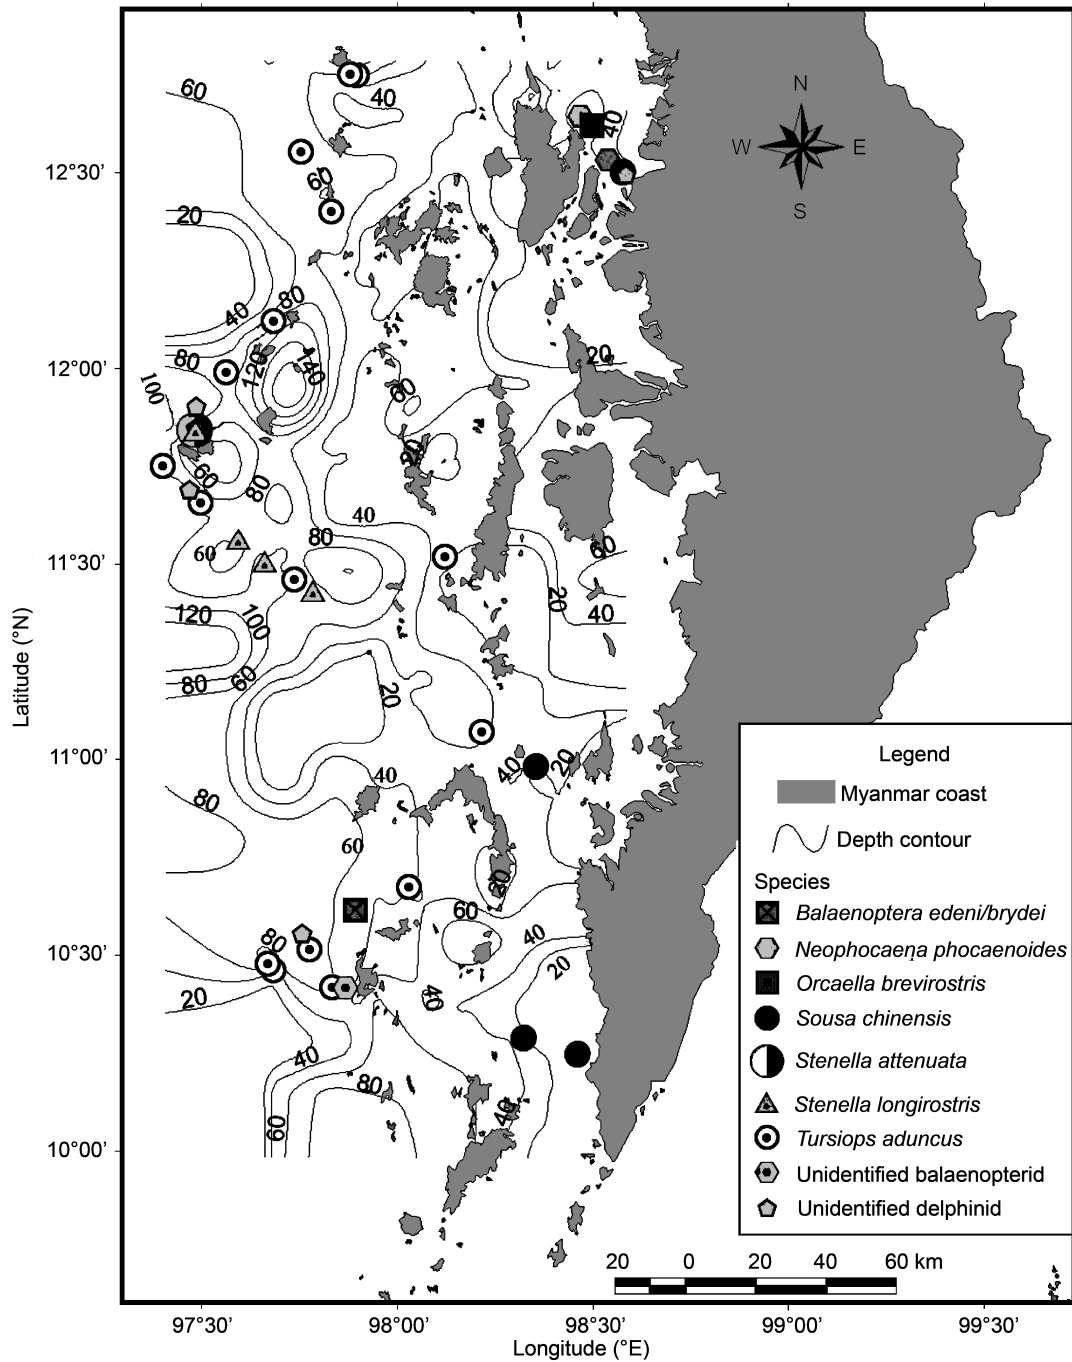 60
40
40
N
W E
S
12°30'
60
20
80
40
12°00'
80
120
140
20
100
60
20
60
80
40
80
60
60
11°30'
20
40
120
100
80
60
20
Latitude (°N)
11°00'
40
20
40
80
60
20
60
40
80
20
10°30'
20
40
40
80
40
60
10°00'
Legend
Myanmar coast
Depth contour
Species
Balaenoptera edeni/brydei
Neophocaena phocaenoides
Orcaella brevirostris
Sousa chinensis
Stenella attenuata
Stenella longirostris
Tursiops aduncus
Unidentified balaenopterid
Unidentified delphinid
20 0 20 40 60 km
97°30' 98°00' 98°30' 99°00' 99°30'
Longitude (°E)